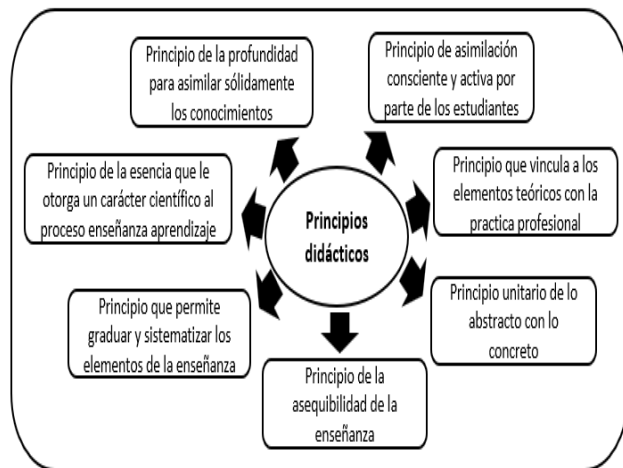 Principio de la profundidad
para asimilar sólidamente
los conocimientos
Principio de asimilación
consciente y activa por
parte de los estudiantes
Principio de la esencia que le
otorga un carácter científico al
proceso enseñanza aprendizaje
Principios
didácticos
Principio que vincula a los
elementos teóricos con la
practica profesional
Principio que permite
graduar y sistematizar los
elementos de la enseñanza
Principio unitario de lo
abstracto con lo
concreto
Principio de la
asequibilidad de la
enseñanza